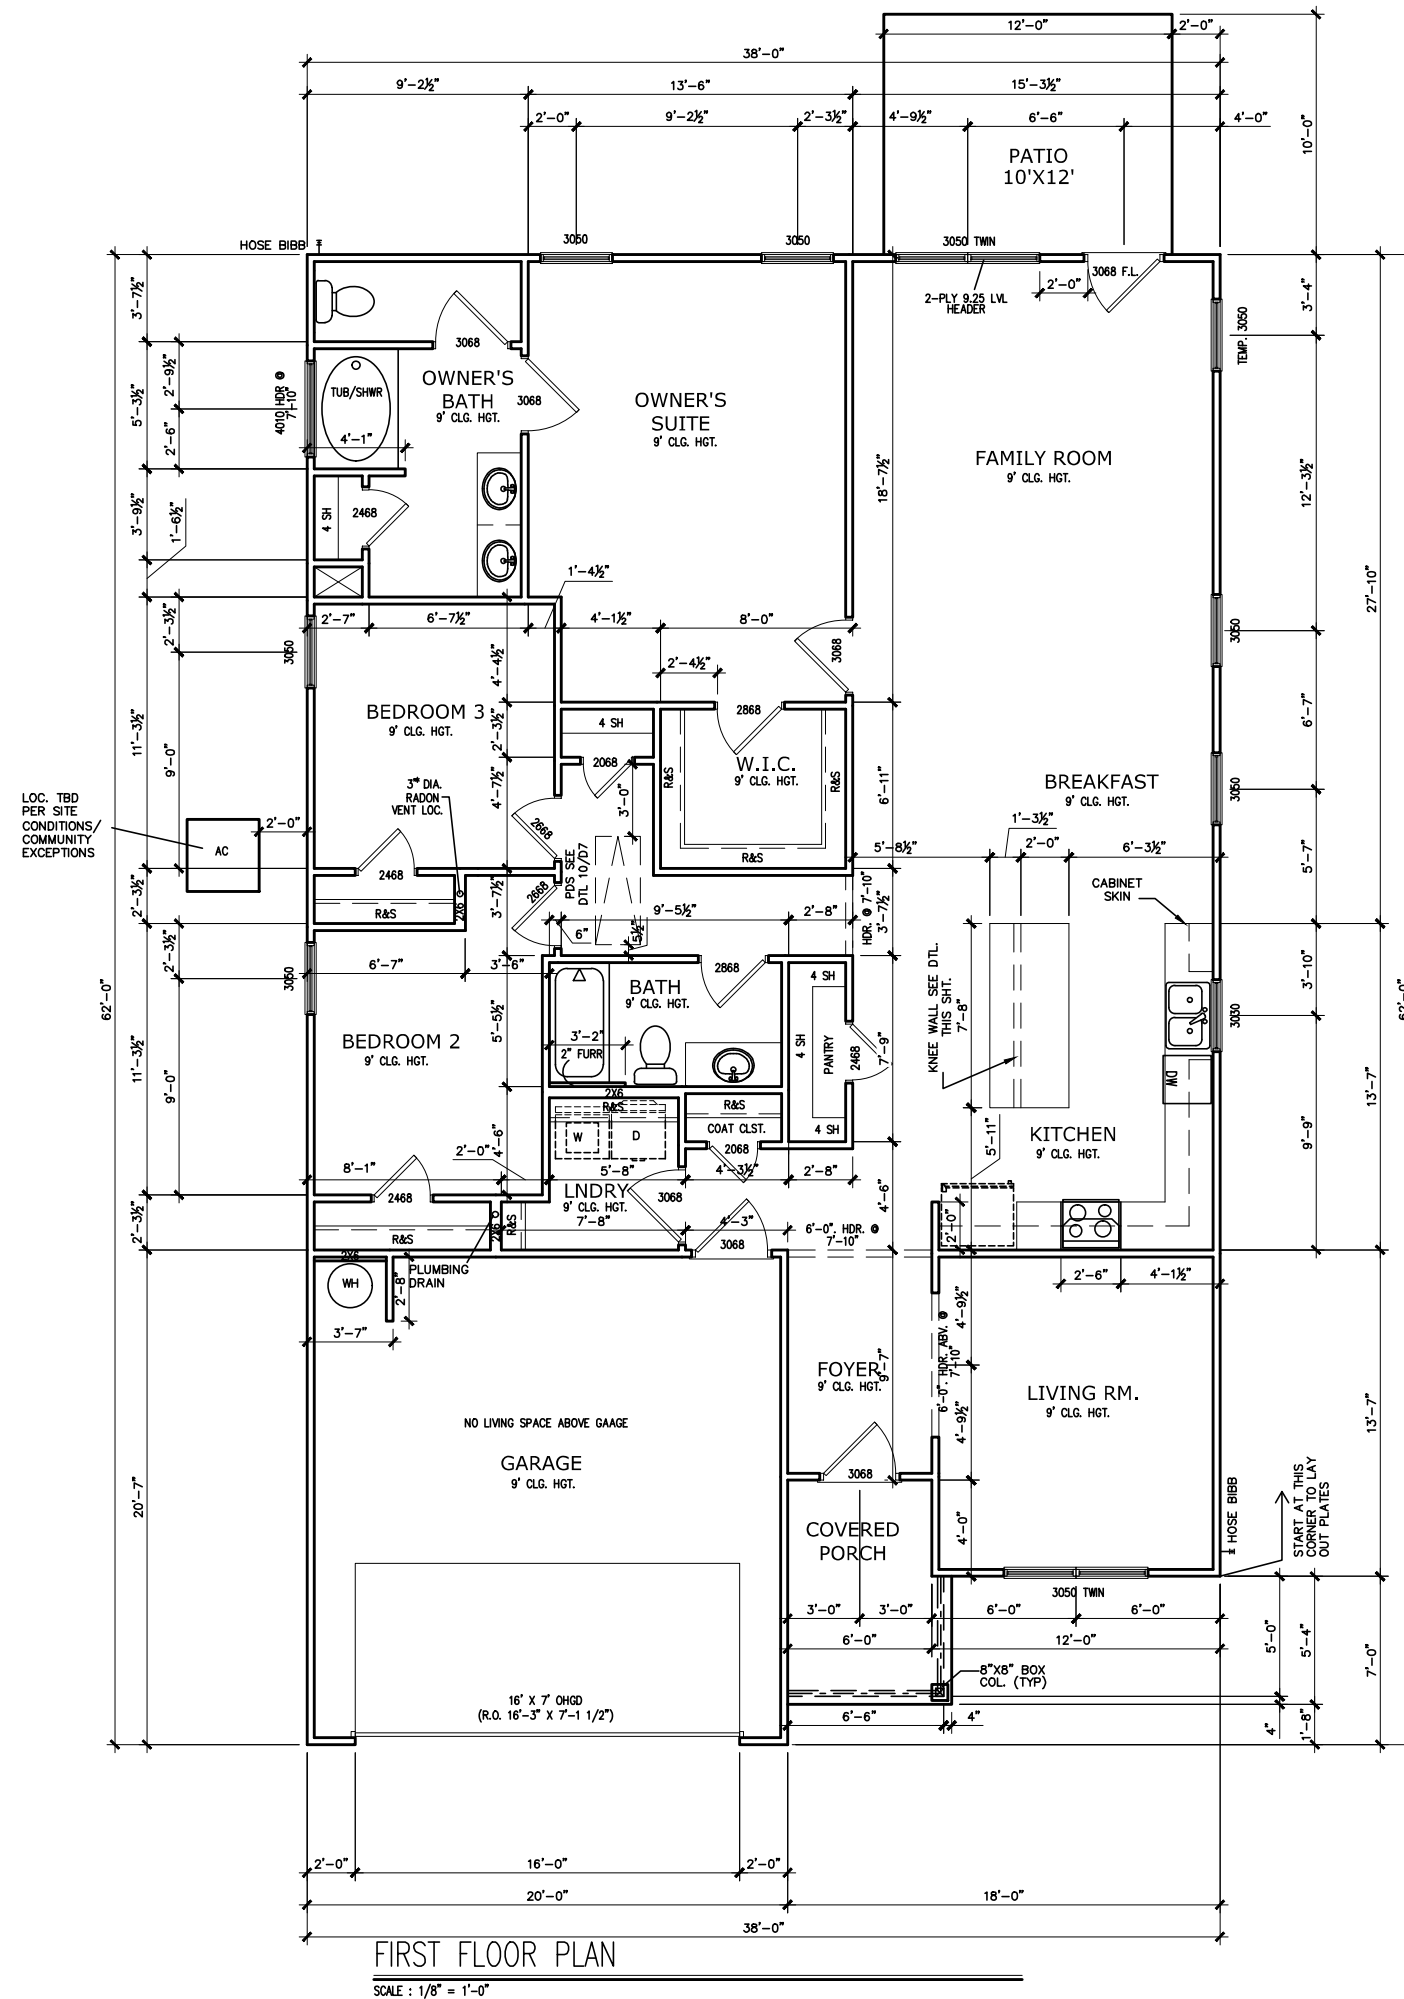 12'-0"
2'-0"
38'-0"
9'-2½"
13'-6"
15'-3½"
2'-0"
9'-2½"
2'-3½"
4'-9½"
6'-6"
4'-0"
10'-0"
PATIO
10'X12'
HOSE BIBB
3050
3050
3050 TWIN
3068 F.L.
2'-0"
2-PLY 9.25 LVL
HEADER
3'-7½"
3'-4"
TEMP. 3050
3068
2'-9½"
5'-3½"
2'-6"
4010 HDR @
7'-10"
TUB/SHWR
4'-1"
OWNER'S
BATH
9' CLG. HGT.
3068
OWNER'S
SUITE
9' CLG. HGT.
FAMILY ROOM
9' CLG. HGT.
18'-7½"
12'-3½"
3'-9½"
1'-6½"
4 SH
2468
1'-4½"
27'-10"
2'-7"
6'-7½"
4'-1½"
8'-0"
2'-3½"
3050
4'-4½"
2'-4½"
3068
3050
BEDROOM 3
9' CLG. HGT.
4 SH
2868
6'-7"
11'-3½"
9'-0"
2'-3½"
2068
W.I.C.
9' CLG. HGT.
R&S
R&S
R&S
6'-11"
BREAKFAST
9' CLG. HGT.
3050
3" DIA.
RADON
VENT LOC.
4'-7½"
3'-0"
LOC. TBD
PER SITE
CONDITIONS/
COMMUNITY
EXCEPTIONS
AC
2'-0"
2668
PDS SEE
DTL 10/D7
1'-3½"
2'-0"
5'-8½"
6'-3½"
5'-7"
2468
2668
R&S
2X6
2'-3½"
3'-7½"
9'-5½"
2'-8"
HDR. @ 7'-10"
3'-7½"
CABINET
SKIN
6"
5½"
2'-3½"
3050
6'-7"
3'-6"
62'-0"
62'-0"
2868
BATH
9' CLG. HGT.
4 SH
KNEE WALL SEE DTL.
THIS SHT.
7'-8"
3'-10"
3030
BEDROOM 2
9' CLG. HGT.
5'-5½"
3'-2"
2" FURR
4 SH
PANTRY
2468
7'-9"
DW
11'-3½"
9'-0"
13'-7"
2X6
R&S
R&S
W
D
COAT CLST.
4 SH
2068
KITCHEN
9' CLG. HGT.
5'-11"
9'-9"
2'-0"
4'-6"
8'-1"
5'-8"
4'-3½"
2'-8"
2468
LNDRY
9' CLG. HGT.
7'-8"
3068
4'-3"
3068
6'-0". HDR. @
7'-10"
4'-6"
2'-0"
2'-3½"
R&S
2X6
R&S
2X6
PLUMBING
DRAIN
WH
2'-8"
3'-7"
2'-6"
4'-1½"
4'-9½"
6'-0". HDR. ABV. @
7'-10"
FOYER
9' CLG. HGT.
9'-7"
LIVING RM.
9' CLG. HGT.
4'-9½"
13'-7"
NO LIVING SPACE ABOVE GAAGE
GARAGE
9' CLG. HGT.
3068
20'-7"
COVERED
PORCH
4'-0"
HOSE BIBB
START AT THIS
CORNER TO LAY
OUT PLATES
3050 TWIN
3'-0"
3'-0"
6'-0"
6'-0"
6'-0"
12'-0"
5'-0"
5'-4"
7'-0"
8"X8" BOX
COL. (TYP)
16' X 7' OHGD
(R.O. 16'-3" X 7'-1 1/2")
6'-6"
4"
4"
1'-8"
2'-0"
16'-0"
2'-0"
20'-0"
18'-0"
38'-0"
FIRST FLOOR PLAN
SCALE : 1/8" = 1'-0"